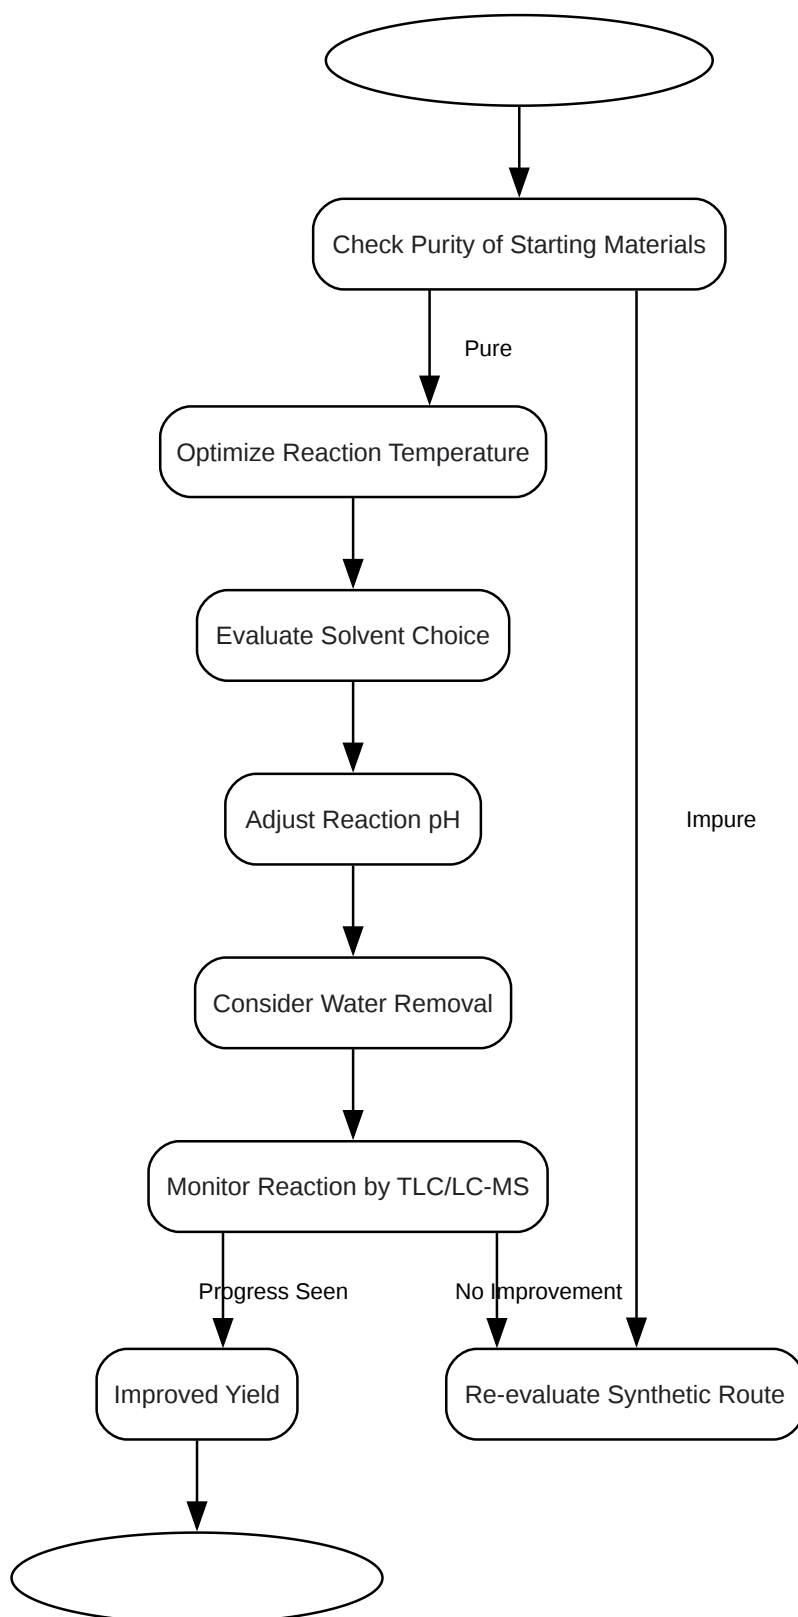 Check Purity of Starting Materials
Pure
Optimize Reaction Temperature
Evaluate Solvent Choice
Adjust Reaction pH
Impure
Consider Water Removal
Monitor Reaction by TLC/LC-MS
Progress Seen
No Improvement
Improved Yield
Re-evaluate Synthetic Route